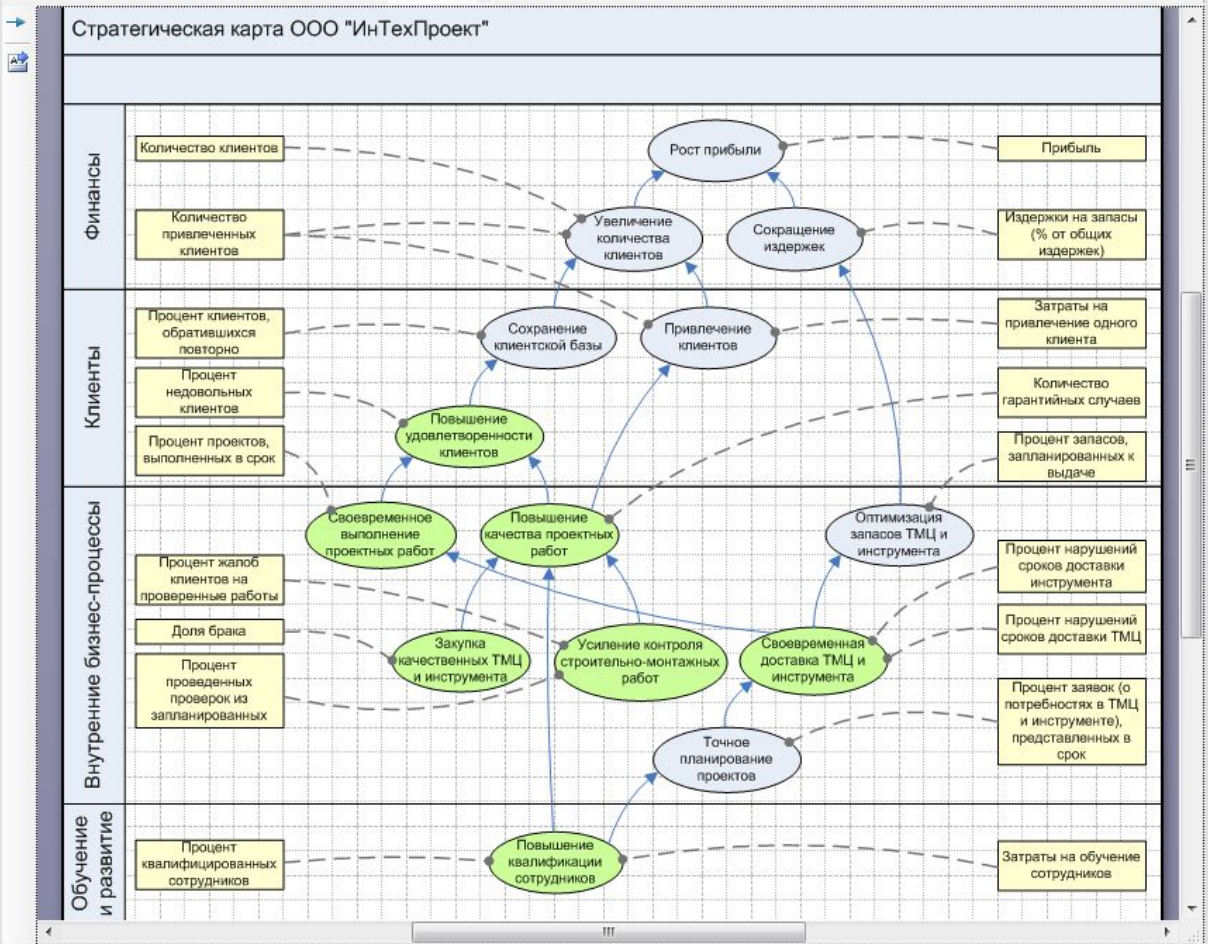 Стратегическая карта ООО "ИнТехПроект"
Финансы
Количество клиентов
Рост прибыли
Прибыль
Количество
привлеченных
клиентов
Увеличение
количества
клиентов
Сокращение
издержек
Издержки на запасы
(% от общих
издержек)
Клиенты
Процент клиентов,
обратившихся
повторно
Сохранение
клиентской базы
Привлечение
клиентов
Затраты на
привлечение одного
клиента
Процент
недовольных
клиентов
Количество
гарантийных случаев
Повышение
удовлетворенности
клиентов
Процент проектов,
выполненных в срок
Процент запасов,
запланированных к
выдаче
Внутренние бизнес-процессы
Своевременное
выполнение
проектных работ
Повышение
качества проектных
работ
Оптимизация
запасов ТМЦ и
инструмента
Процент жалоб
клиентов на
проверенные работы
Процент нарушений
сроков доставки
инструмента
Доля брака
Закупка
качественных ТМЦ
и инструмента
Усиление контроля
строительно-монтажных
работ
Своевременная
доставка ТМЦ и
инструмента
Процент нарушений
сроков доставки ТМЦ
Процент
проведенных
проверок из
запланированных
Точное
планирование
проектов
Процент заявок (о
потребностях в ТМЦ
и инструменте),
представленных в
срок
Обучение
и развитие
Процент
квалифицированных
сотрудников
Повышение
квалификации
сотрудников
Затраты на обучение
сотрудников